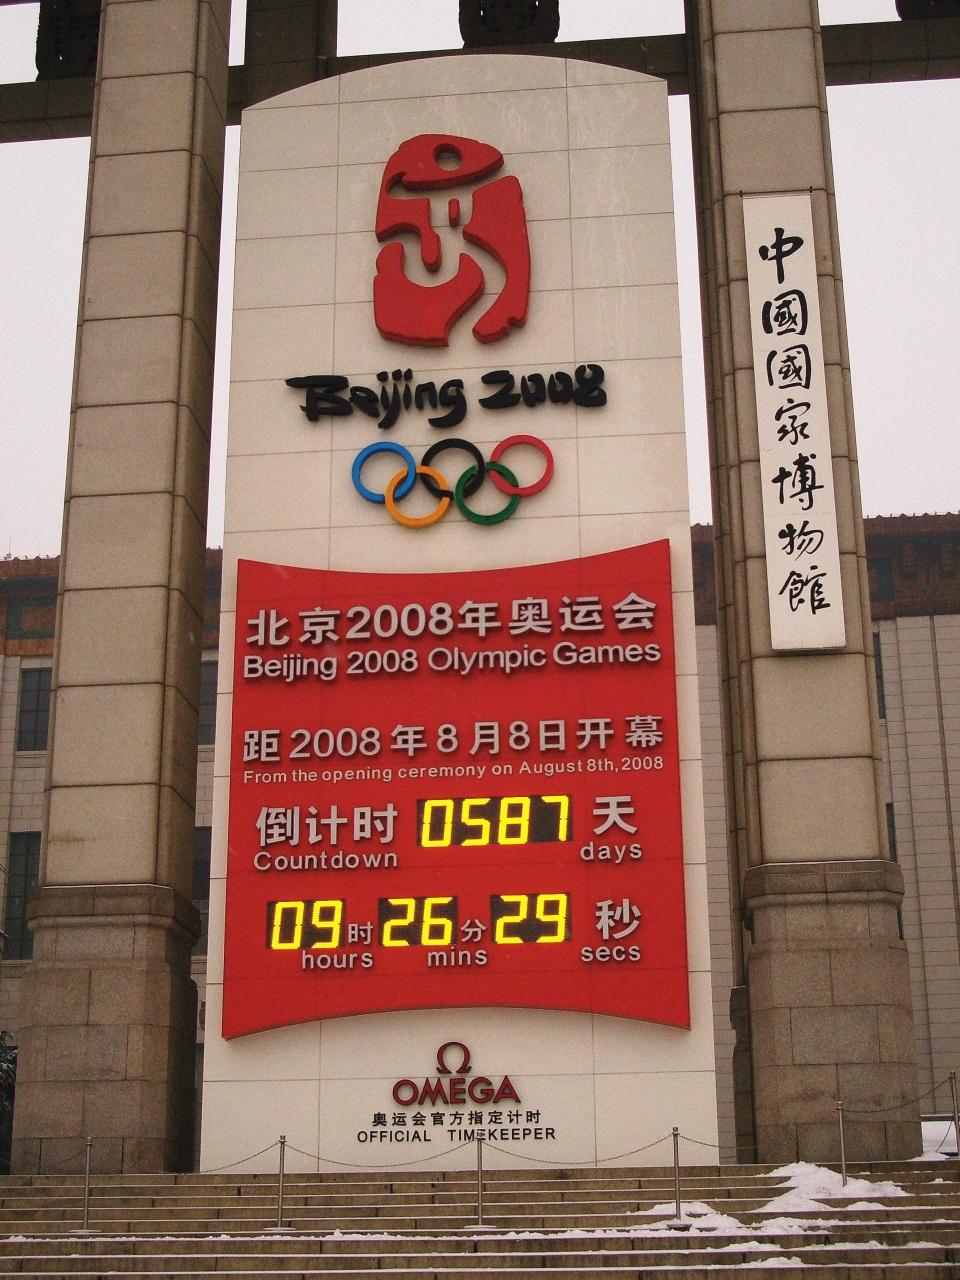 Beijing 2008
北京2008年奥运会
Beijing 2008 Olympic Games
距2008年8月8日开幕
From the opening ceremony on August 8th,2008
倒计时 0587 天
Countdown days
09 时 26 分 29 秒
hours mins secs
Ω
OMEGA
奥运会官方指定计时
OFFICIAL TIMEKEEPER
中國國家博物館